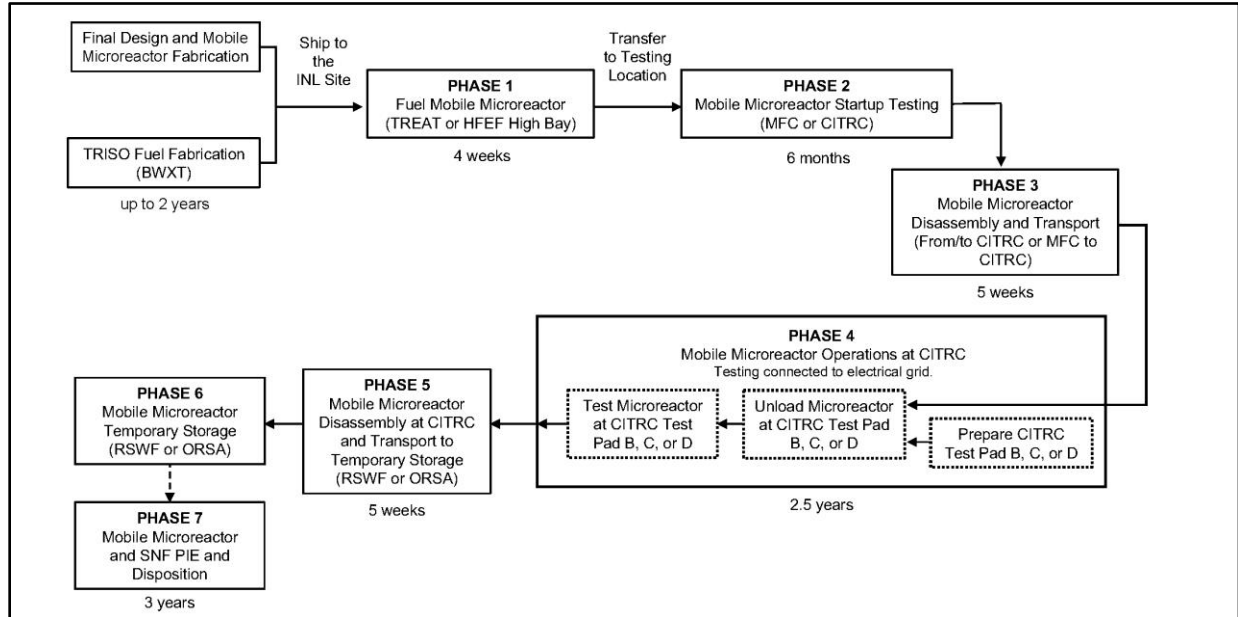 Final Design and Mobile
Microreactor Fabrication
Ship to
the
INL Site
TRISO Fuel Fabrication
(BWXT)
up to 2 years
PHASE 1
Fuel Mobile Microreactor
(TREAT or HFEF High Bay)
4 weeks
Transfer
to Testing
Location
PHASE 2
Mobile Microreactor Startup Testing
(MFC or CITRC)
6 months
PHASE 3
Mobile Microreactor
Disassembly and Transport
(From/to CITRC or MFC to
CITRC)
5 weeks
PHASE 4
Mobile Microreactor Operations at CITRC
Testing connected to electrical grid.
Prepare CITRC
Test Pad B, C, or D
Unload Microreactor
at CITRC Test Pad
B, C, or D
Test Microreactor
at CITRC Test
Pad B, C, or D
2.5 years
PHASE 5
Mobile Microreactor
Disassembly at CITRC
and Transport to
Temporary Storage
(RSWF or ORSA)
5 weeks
PHASE 6
Mobile Microreactor
Temporary Storage
(RSWF or ORSA)
PHASE 7
Mobile Microreactor
and SNF PIE and
Disposition
3 years